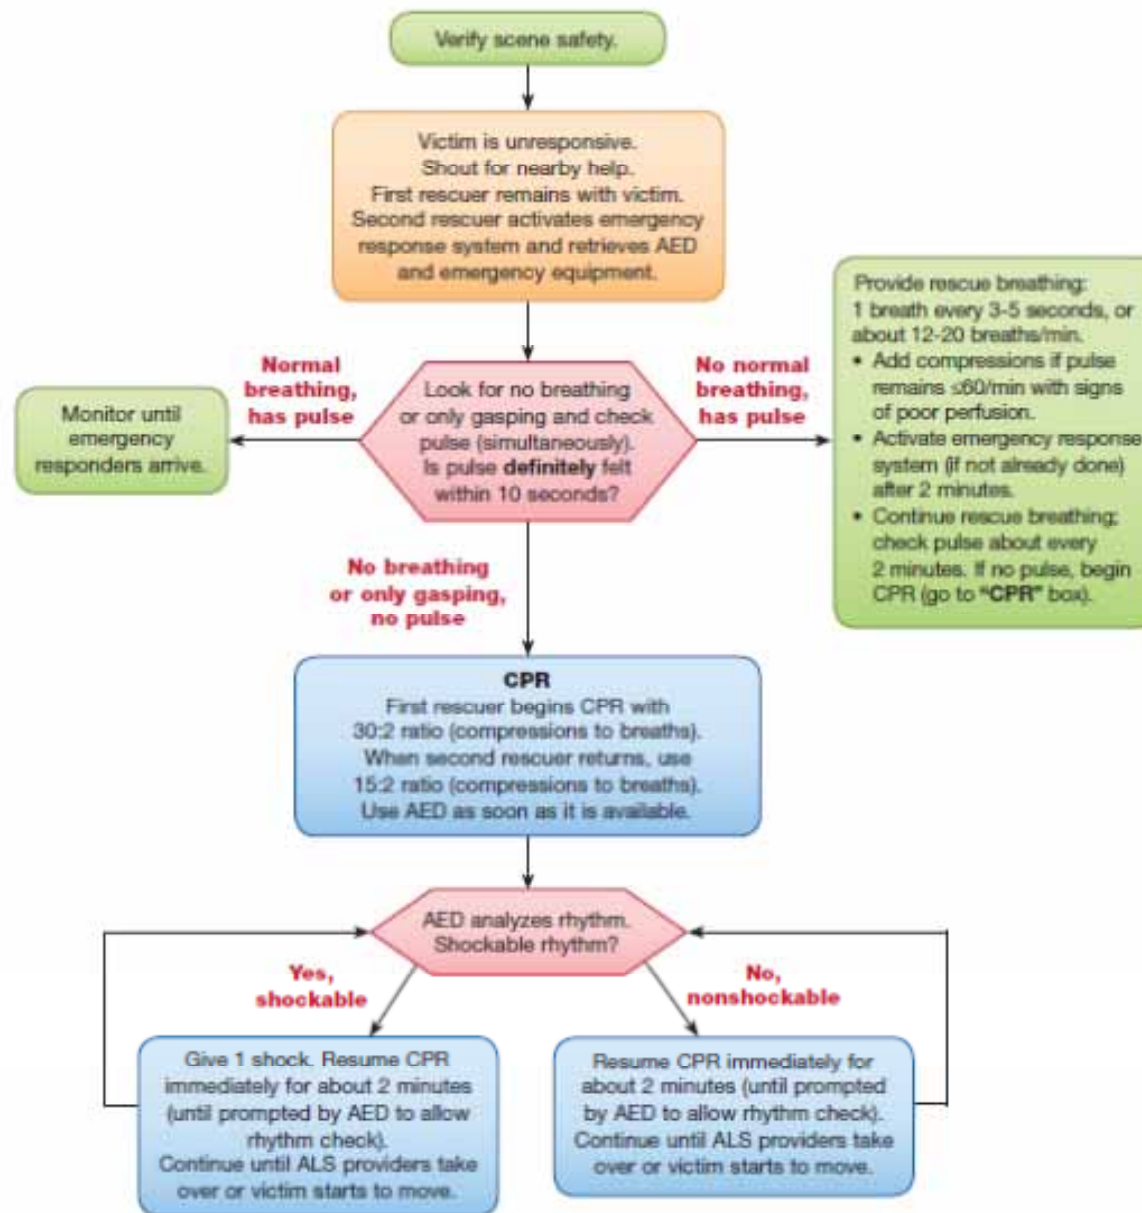 Verify scene safety.
Victim is unresponsive.
Shout for nearby help.
First rescuer remains with victim.
Second rescuer activates emergency
response system and retrieves AED
and emergency equipment.
Normal
breathing,
has pulse
Monitor until
emergency
responders arrive.
Look for no breathing
or only gasping and check
pulse (simultaneously).
Is pulse definitely felt
within 10 seconds?
No normal
breathing,
has pulse
Provide rescue breathing:
1 breath every 3-5 seconds, or
about 12-20 breaths/min.
• Add compressions if pulse
remains ≤60/min with signs
of poor perfusion.
• Activate emergency response
system (if not already done)
after 2 minutes.
• Continue rescue breathing;
check pulse about every
2 minutes. If no pulse, begin
CPR (go to "CPR" box).
No breathing
or only gasping,
no pulse
CPR
First rescuer begins CPR with
30:2 ratio (compressions to breaths).
When second rescuer returns, use
15:2 ratio (compressions to breaths).
Use AED as soon as it is available.
AED analyzes rhythm.
Shockable rhythm?
Yes,
shockable
No,
nonshockable
Give 1 shock. Resume CPR
immediately for about 2 minutes
(until prompted by AED to allow
rhythm check).
Continue until ALS providers take
over or victim starts to move.
Resume CPR immediately for
about 2 minutes (until prompted
by AED to allow rhythm check).
Continue until ALS providers take
over or victim starts to move.